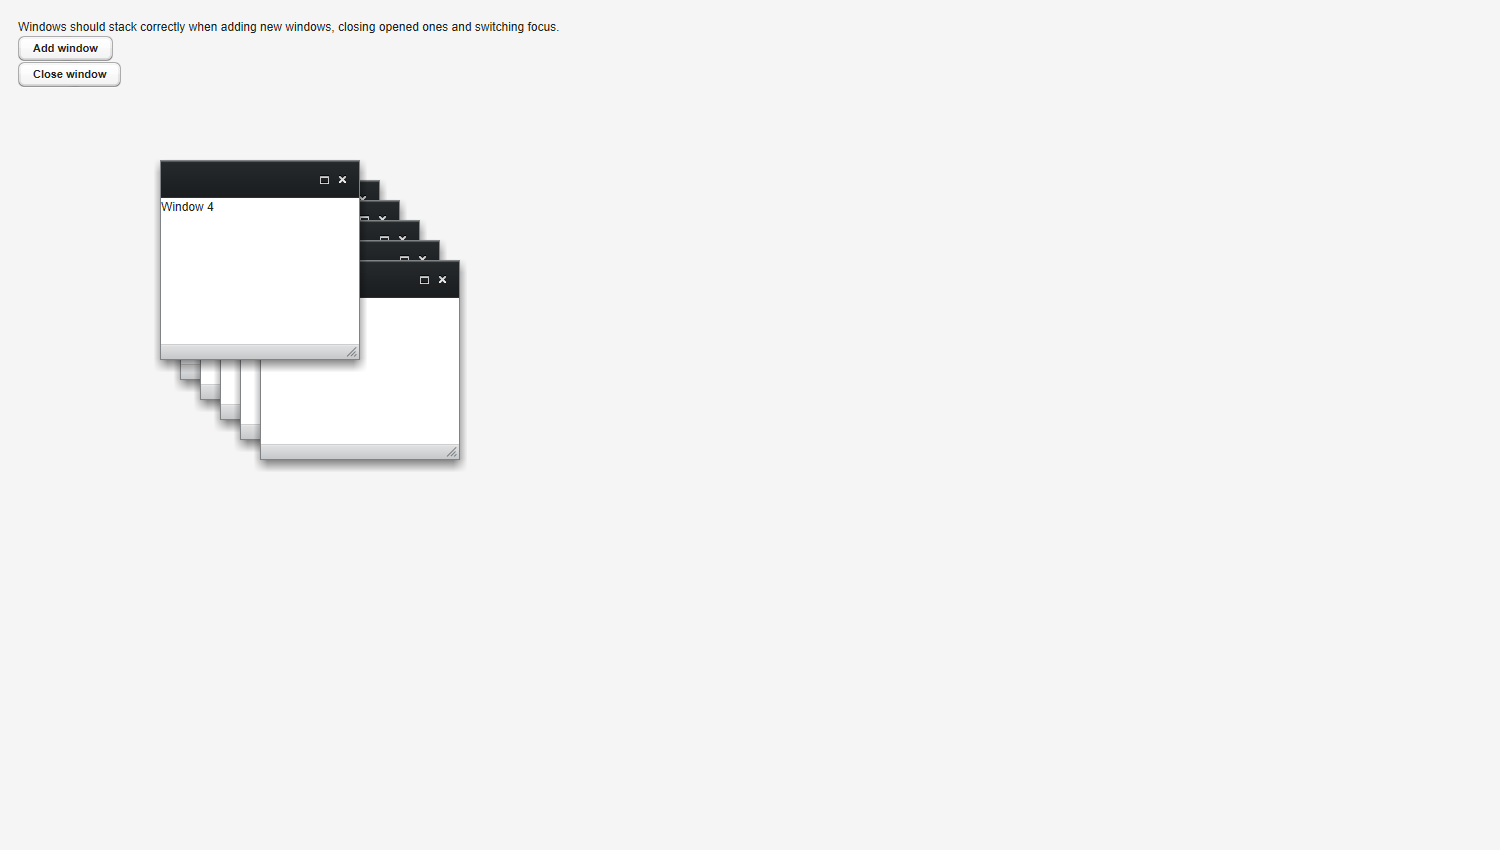 Windows should stack correctly when adding new windows, closing opened ones and switching focus.
Add window
Close window
Window 4